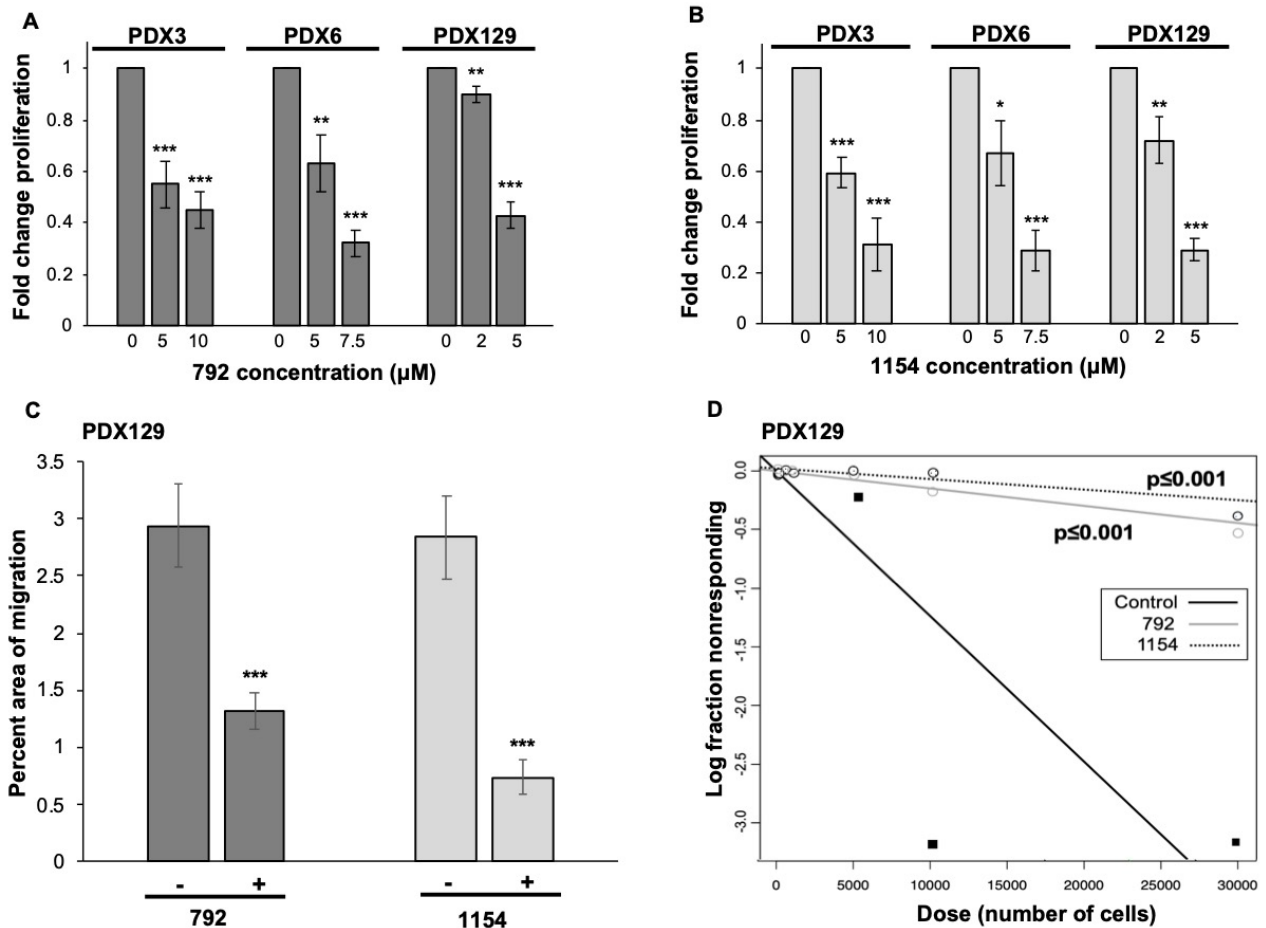 A
PDX3 PDX6 PDX129
Fold change proliferation
1
0.8
0.6
0.4
0.2
0
*** *** ** *** ** ***
0 5 10 0 5 7.5 0 2 5
792 concentration (µM)
B
PDX3 PDX6 PDX129
Fold change proliferation
1
0.8
0.6
0.4
0.2
0
*** *** * *** ** ***
0 5 10 0 5 7.5 0 2 5
1154 concentration (µM)
C
PDX129
Percent area of migration
3.5
3
2.5
2
1.5
1
0.5
0
*** ***
- + - +
792 1154
D
PDX129
Log fraction nonresponding
0.0
-0.5
-1.0
-1.5
-2.0
-2.5
-3.0
p≤0.001
p≤0.001
Control
792
1154
0 5000 10000 15000 20000 25000 30000
Dose (number of cells)